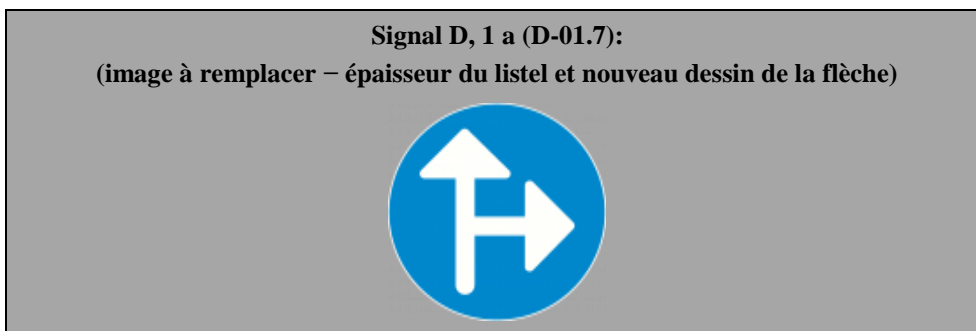 Signal D, 1 a (D-01.7):
(image à remplacer − épaisseur du listel et nouveau dessin de la flèche)